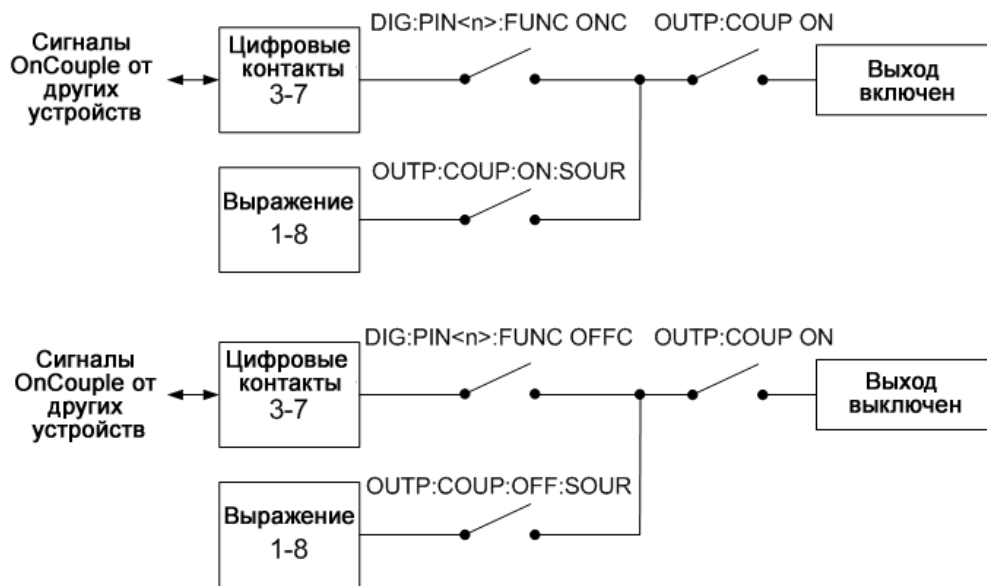 DIG:PIN<n>:FUNC ONC
OUTP:COUP ON
Сигналы
OnCouple от
других
устройств
Цифровые
контакты
3-7
Выход
включен
OUTP:COUP:ON:SOUR
Выражение
1-8
DIG:PIN<n>:FUNC OFFC
OUTP:COUP ON
Сигналы
OnCouple от
других
устройств
Цифровые
контакты
3-7
Выход
выключен
OUTP:COUP:OFF:SOUR
Выражение
1-8